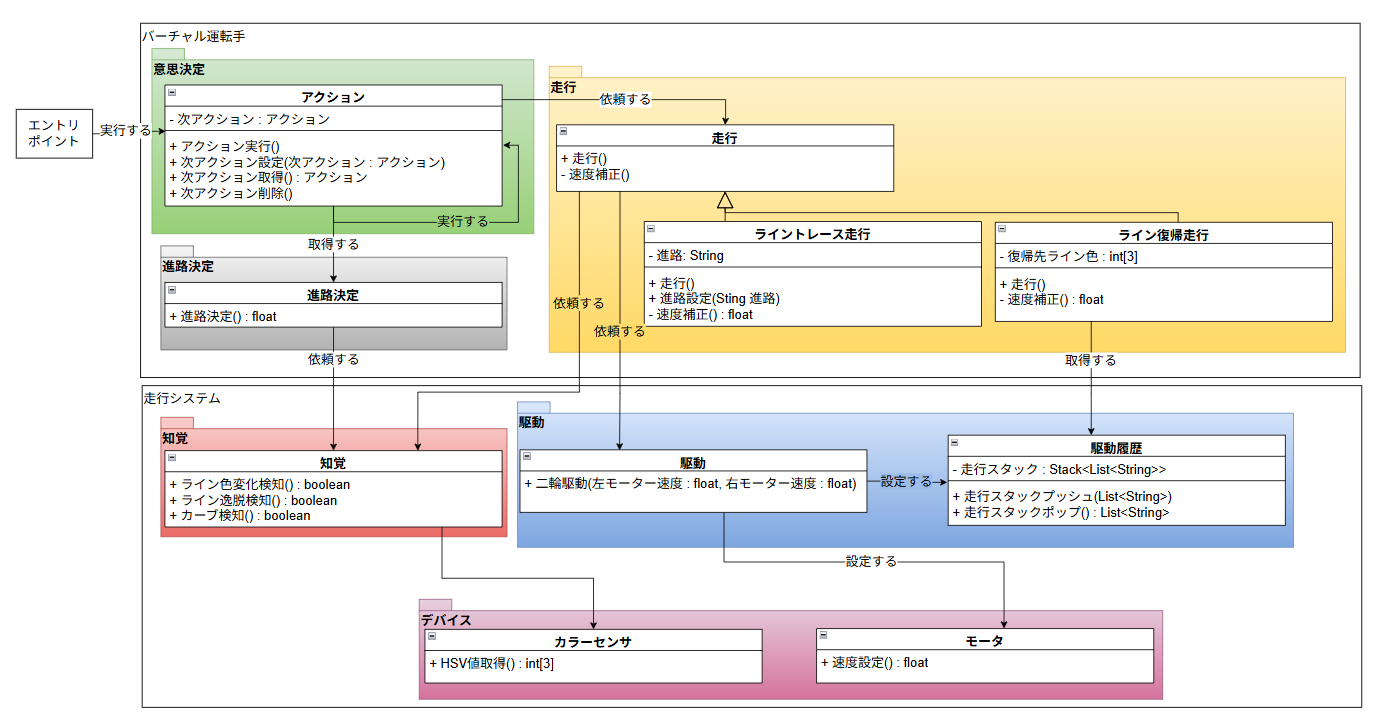 バーチャル運転手
意思決定
アクション
- 次アクション : アクション
+ アクション実行()
+ 次アクション設定(次アクション : アクション)
+ 次アクション取得() : アクション
+ 次アクション削除()
エントリ
ポイント
実行する
実行する
依頼する
取得する
進路決定
進路決定
+ 進路決定() : float
依頼する
走行
走行
+ 走行()
- 速度補正()
ライントレース走行
- 進路: String
+ 走行()
+ 進路設定(Sting 進路)
- 速度補正() : float
ライン復帰走行
- 復帰先ライン色 : int[3]
+ 走行()
- 速度補正() : float
依頼する
依頼する
取得する
走行システム
知覚
知覚
+ ライン色変化検知() : boolean
+ ライン逸脱検知() : boolean
+ カーブ検知() : boolean
駆動
駆動
+ 二輪駆動(左モーター速度 : float, 右モーター速度 : float)
設定する
駆動履歴
- 走行スタック : Stack<List<String>>
+ 走行スタックプッシュ(List<String>)
+ 走行スタックポップ() : List<String>
設定する
デバイス
カラーセンサ
+ HSV値取得() : int[3]
モータ
+ 速度設定() : float